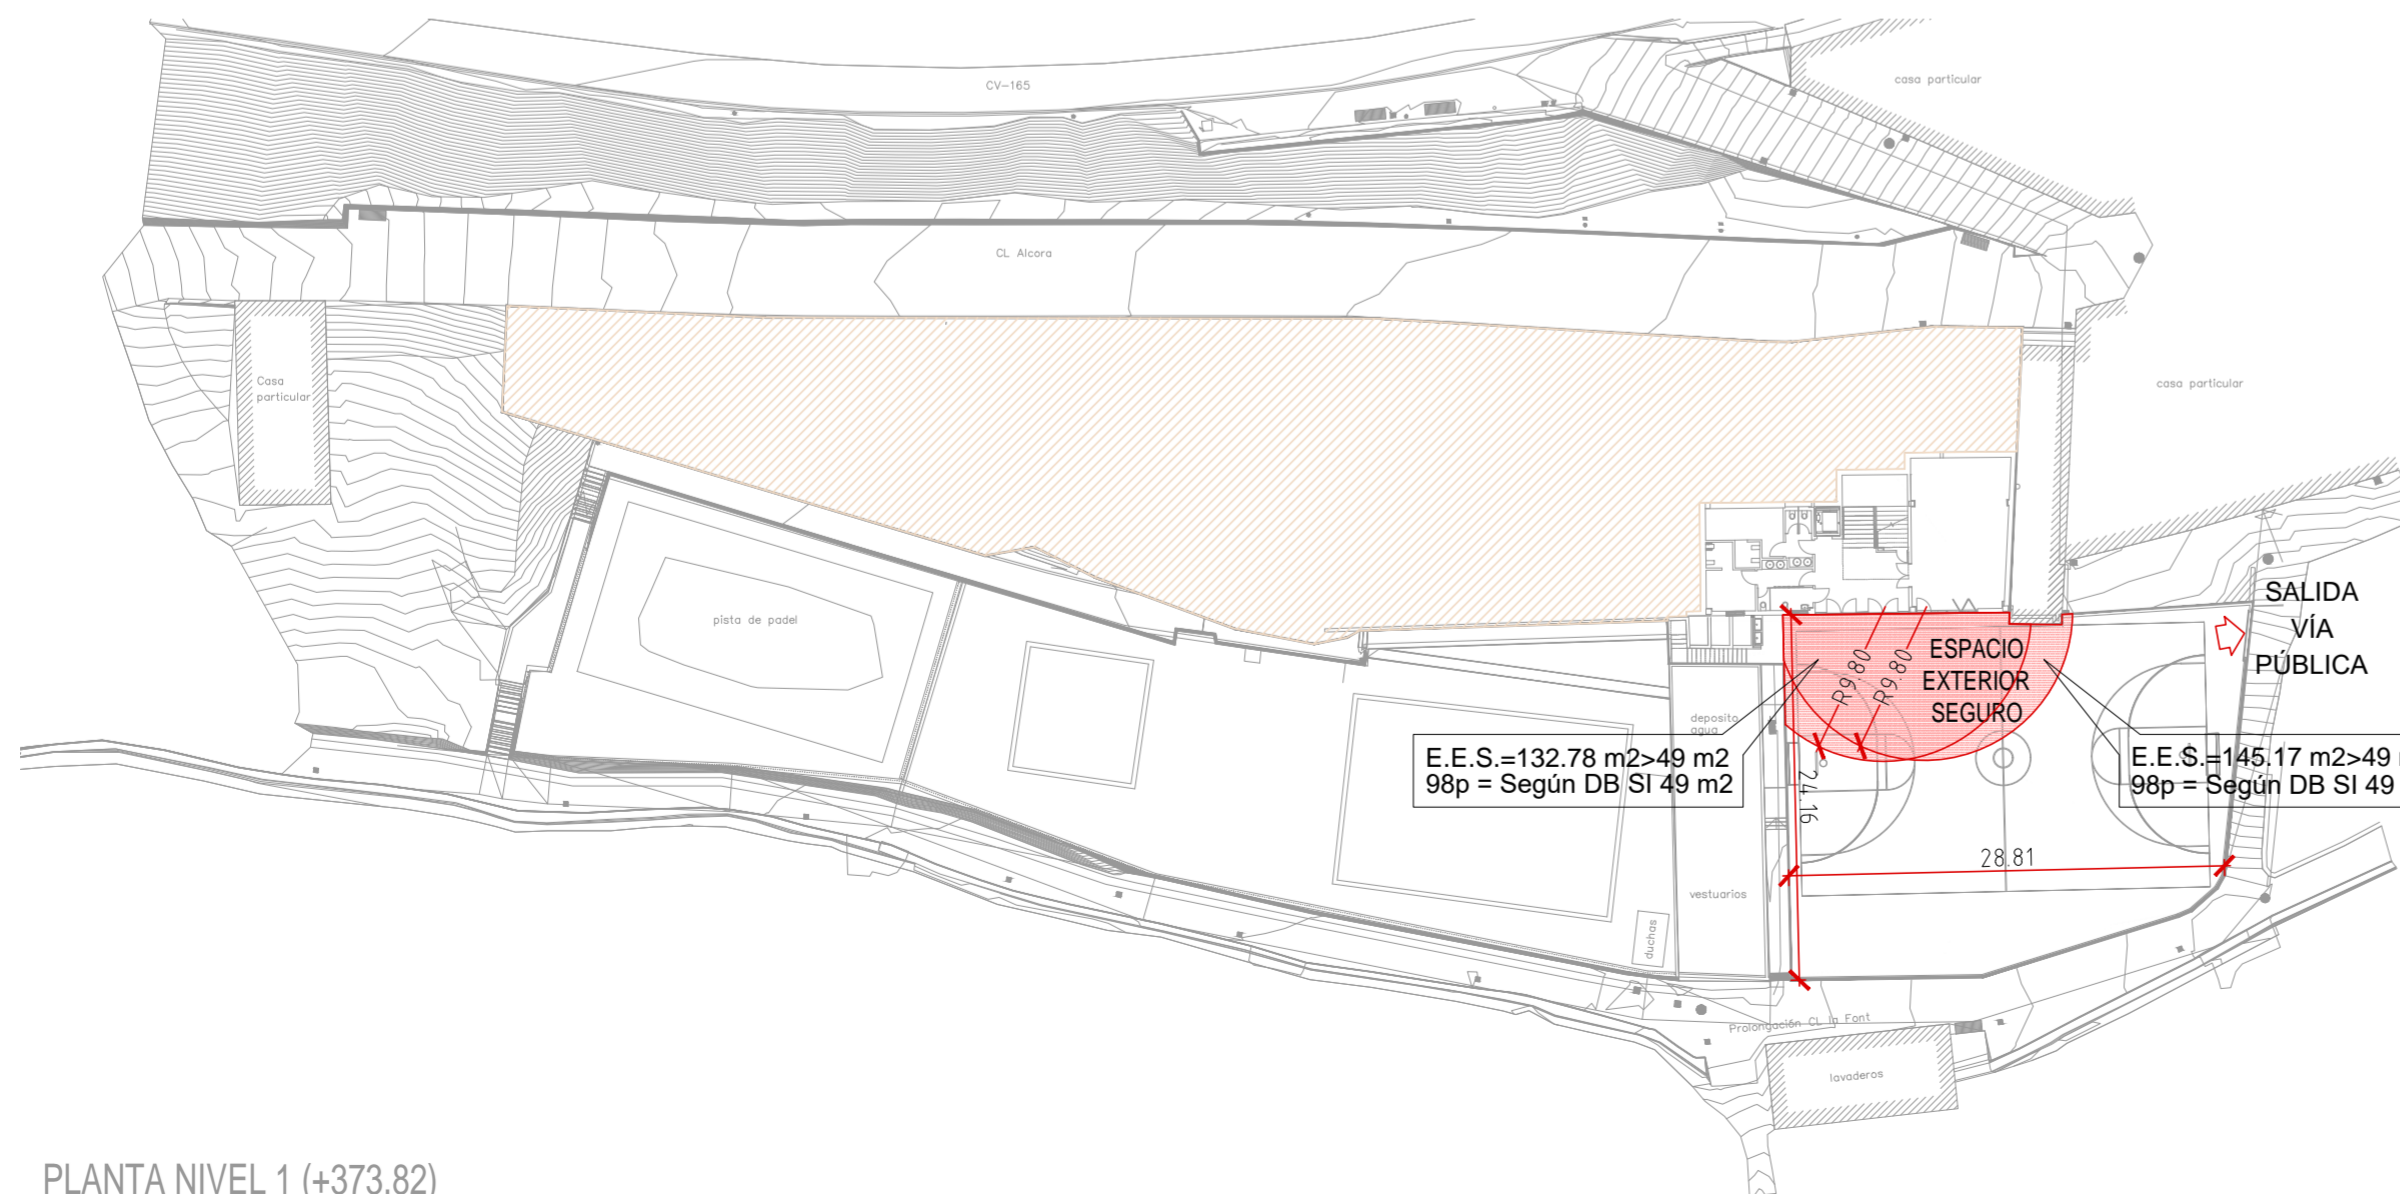 CV-165
casa particular
CL Alcora
Casa
particular
casa particular
pista de padel
SALIDA
VÍA
PÚBLICA
ESPACIO
EXTERIOR
SEGURO
R9.80
R9.80
deposito
agua
E.E.S.=132.78 m2>49 m2
98p = Según DB SI 49 m2
E.E.S.=145.17 m2>49
98p = Según DB SI 49
24.16
28.81
vestuarios
duchas
Prolongación CL la Font
lavaderos
PLANTA NIVEL 1 (+373.82)